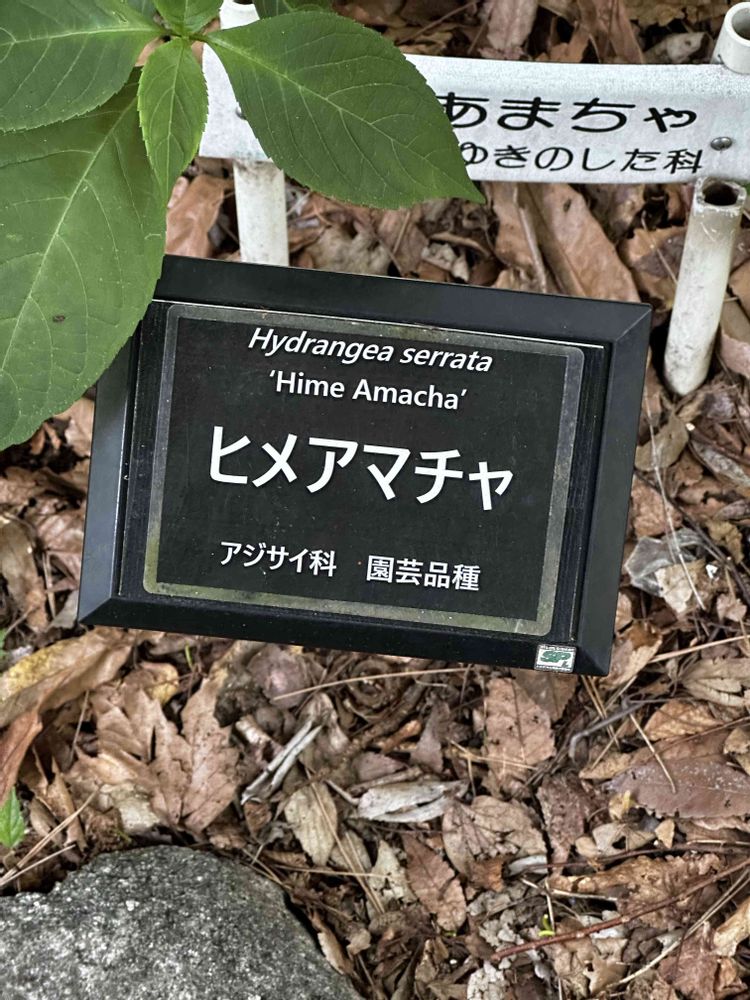 あまちゃ
ゆきのした科
Hydrangea serrata
‘Hime Amacha’
ヒメアマチャ
アジサイ科　園芸品種